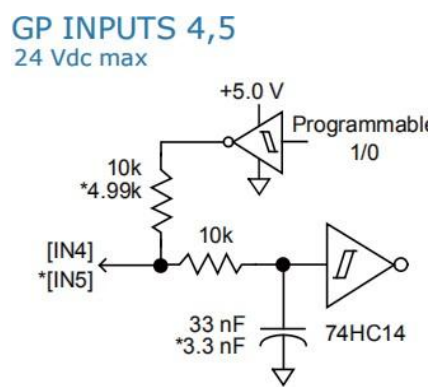 GP INPUTS 4,5
24 Vdc max
+5.0 V
Programmable
1/0
10k
*4.99k
[IN4]
*[IN5]
10k
33 nF
*3.3 nF
74HC14